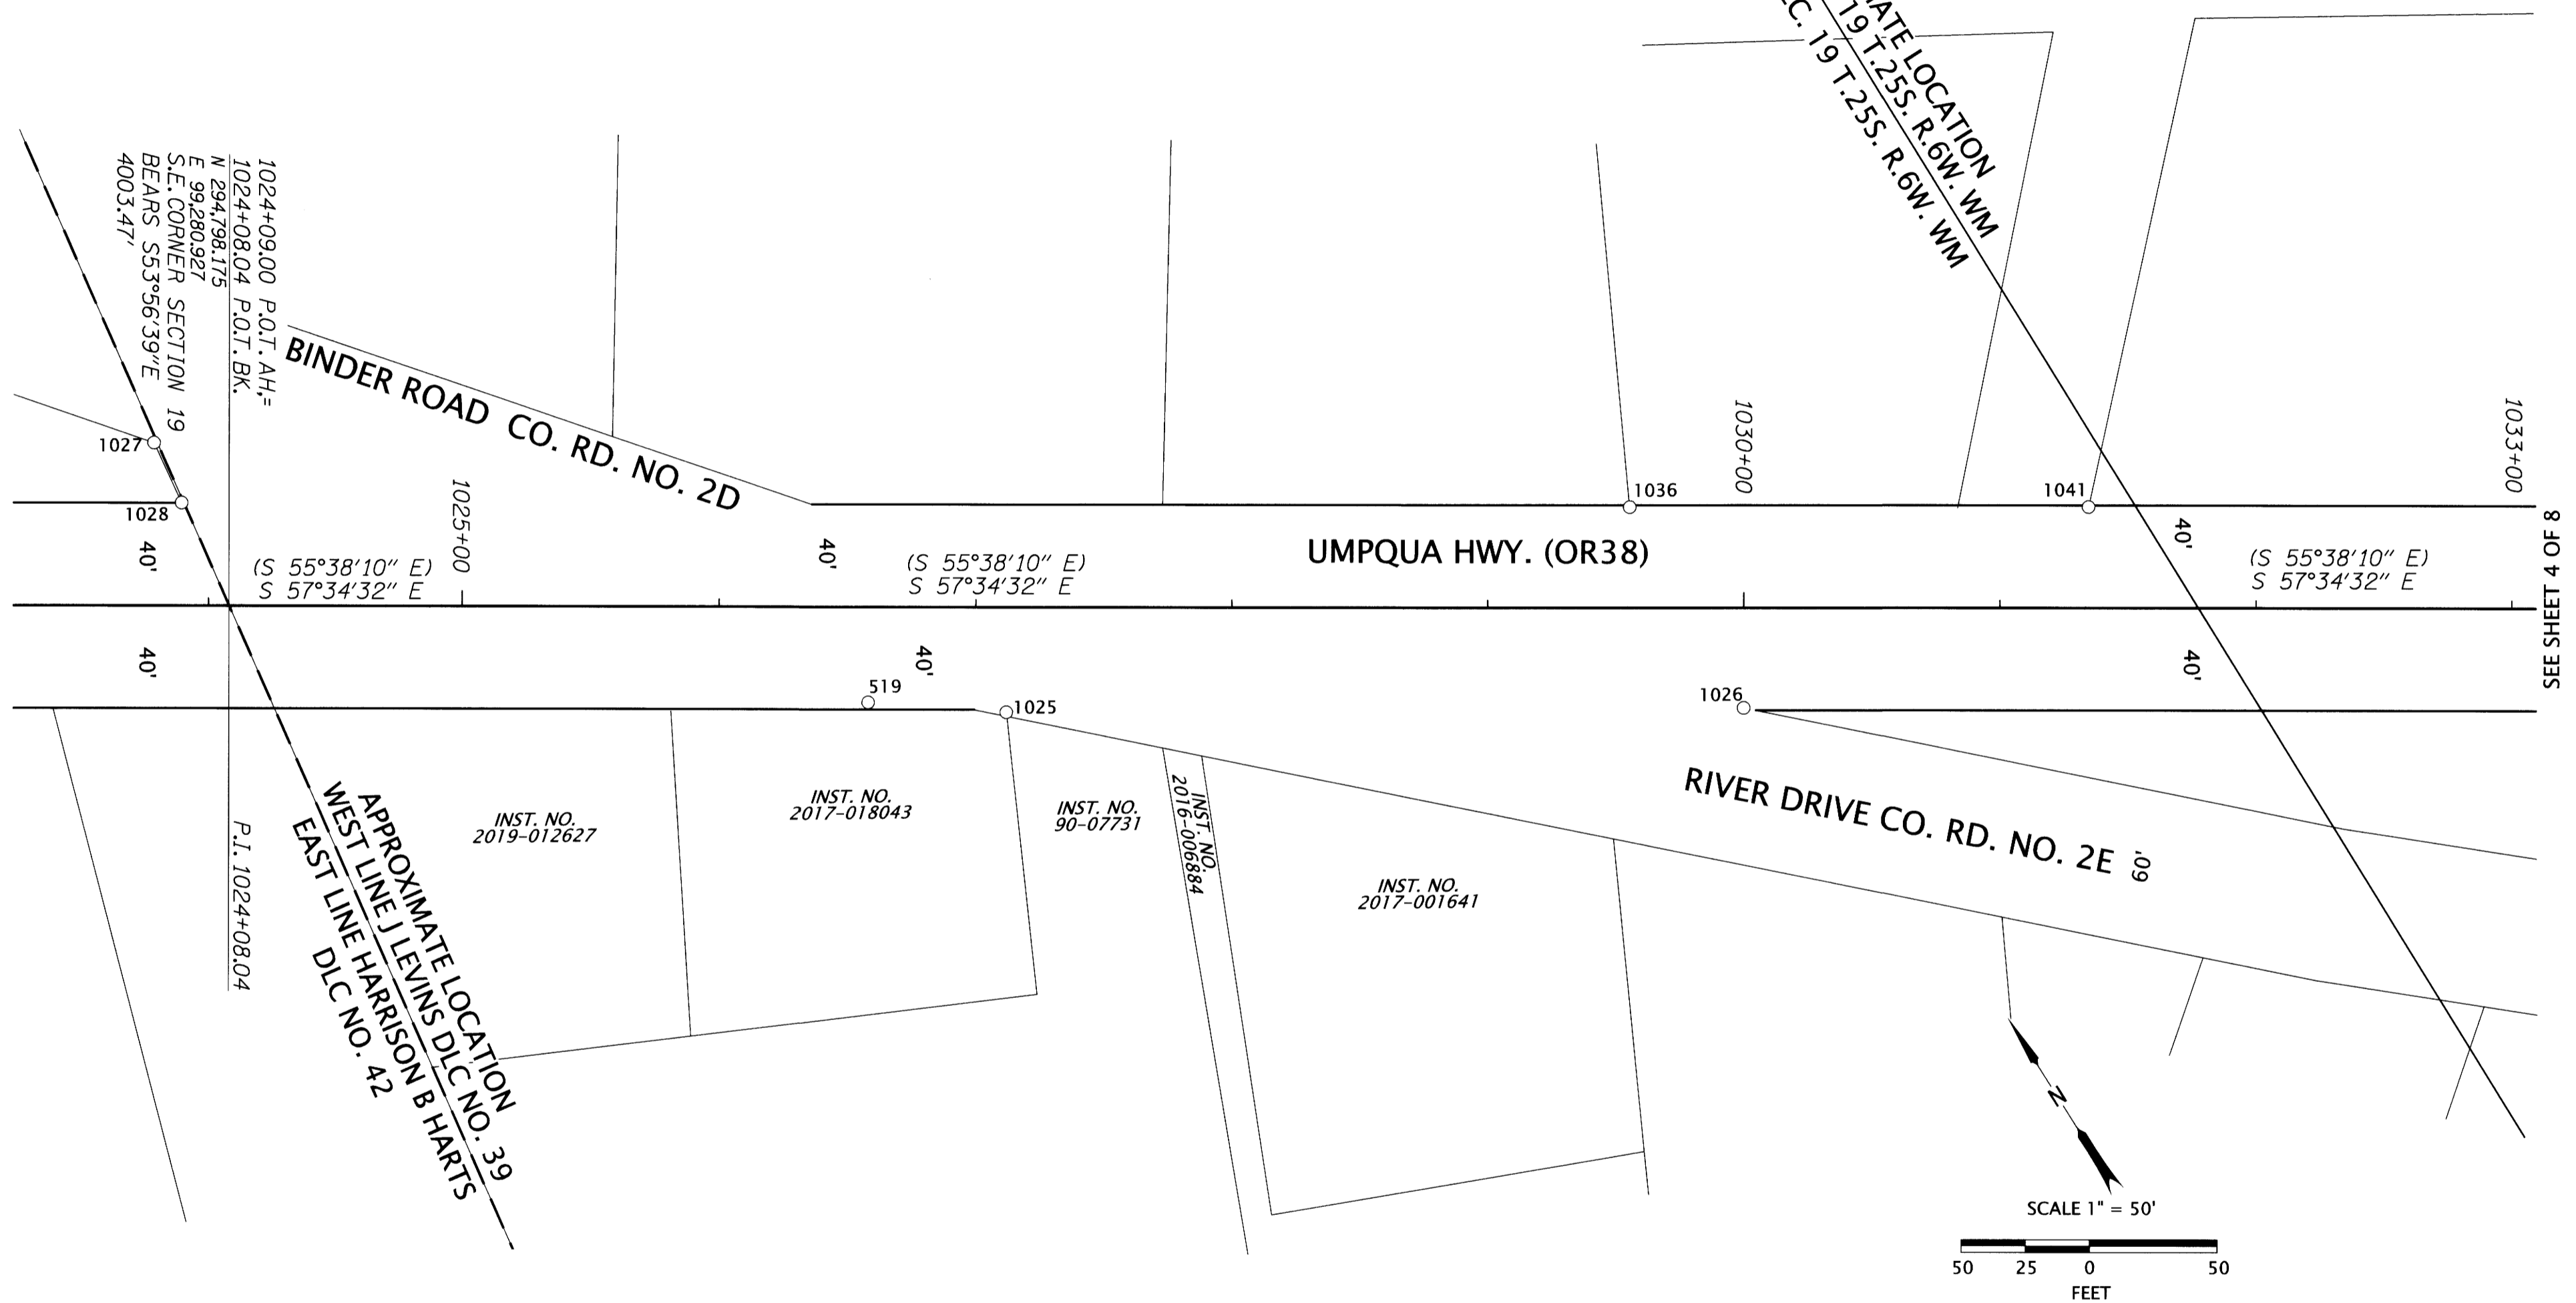 ATE LOCATION
19 T.25S. R.6W. WM
C. 19 T.25S. R.6W. WM
1024+09.00 P.O.T. AH.=
1024+08.04 P.O.T. BK.
N 294,798.175
E 99,280.927
S.E. CORNER SECTION 19
BEARS S53°56'39"E
4003.47'
BINDER ROAD CO. RD. NO. 2D
1027
1028
1025+00
1036
1030+00
1041
1033+00
40'
(S 55°38'10" E)
S 57°34'32" E
40'
(S 55°38'10" E)
S 57°34'32" E
UMPQUA HWY. (OR38)
40'
(S 55°38'10" E)
S 57°34'32" E
SEE SHEET 4 OF 8
40'
519
40'
1025
1026
40'
INST. NO.
2019-012627
INST. NO.
2017-018043
INST. NO.
90-07731
INST. NO.
2016-006884
INST. NO.
2017-001641
RIVER DRIVE CO. RD. NO. 2E
60'
P.I. 1024+08.04
APPROXIMATE LOCATION
WEST LINE J LEVINS DLC NO. 39
EAST LINE HARRISON B HARTS
DLC NO. 42
N
SCALE 1" = 50'
50 25 0 50
FEET